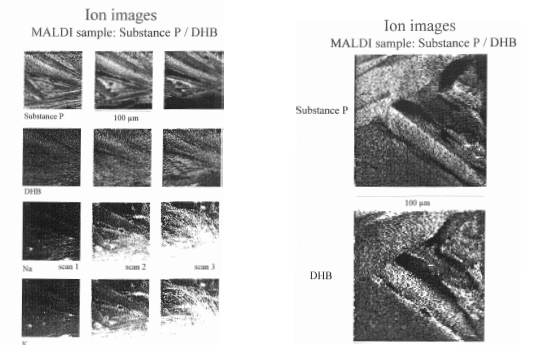 Ion images
MALDI sample: Substance P / DHB
Substance P
100 µm
DHB
Na
scan 1
scan 2
scan 3
K
Ion images
MALDI sample: Substance P / DHB
Substance P
100 µm
DHB